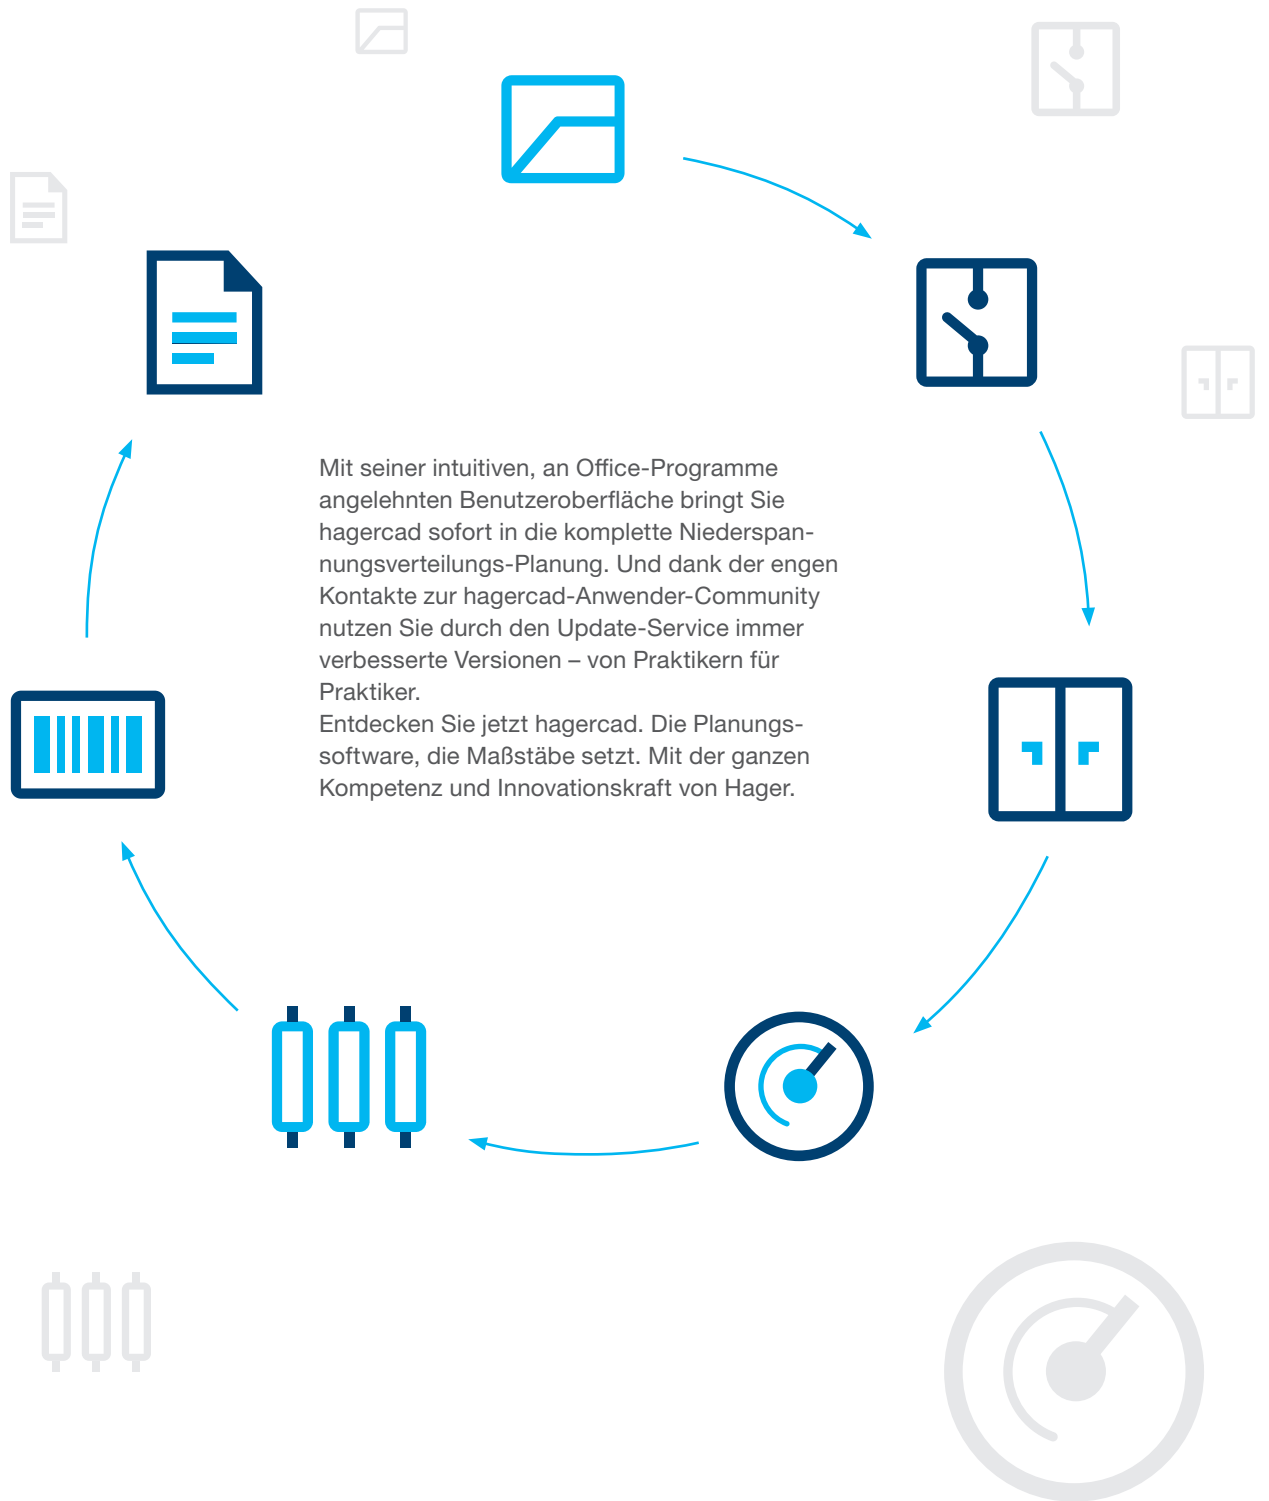 Mit seiner intuitiven, an Office-Programme
angelehnten Benutzeroberfläche bringt Sie
hagercad sofort in die komplette Niederspan-
nungsverteilungs-Planung. Und dank der engen
Kontakte zur hagercad-Anwender-Community
nutzen Sie durch den Update-Service immer
verbesserte Versionen – von Praktikern für
Praktiker.
Entdecken Sie jetzt hagercad. Die Planungs-
software, die Maßstäbe setzt. Mit der ganzen
Kompetenz und Innovationskraft von Hager.